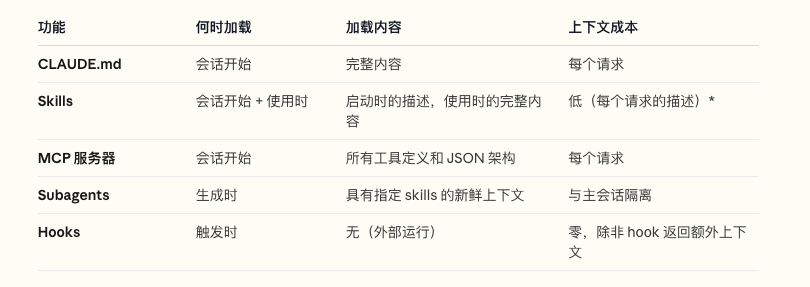 功能 何时加载 加载内容 上下文成本
CLAUDE.md 会话开始 完整内容 每个请求
Skills 会话开始 + 使用时 启动时的描述，使用时的完整内 低（每个请求的描述）*
容
MCP 服务器 会话开始 所有工具定义和 JSON 架构 每个请求
Subagents 生成时 具有指定 skills 的新鲜上下文 与主会话隔离
Hooks 触发时 无（外部运行） 零，除非 hook 返回额外上下
文